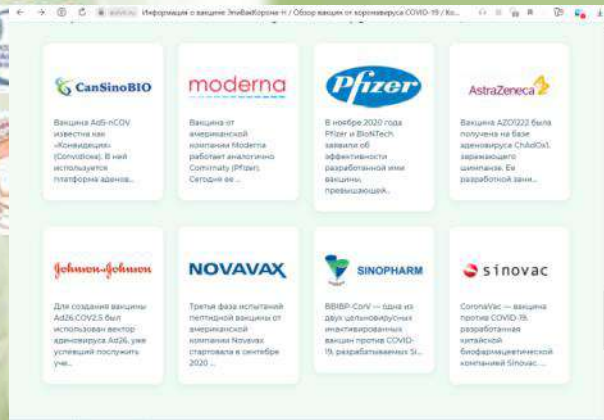 Информация о вакцине ЭпиВакКорона-Н / Обзор вакцин от коронавируса COVID-19 / Ко...
CanSinoBIO
Вакцина Ad5-nCOV
известна как
«Конвидеция»
(Convidicea). В ней
используется
платформа аденов...
moderna
Вакцина от
американской
компании Moderna
работает аналогично
Comirnaty (Pfizer).
Сегодня ее ...
Pfizer
В ноябре 2020 года
Pfizer и BioNTech
заявили об
эффективности
разработанной ими
вакцины,
превышающей...
AstraZeneca
Вакцина AZD1222 была
получена на базе
аденовируса ChAdOx1,
заражающего
шимпанзе. Ее
разработкой зани...
Johnson&Johnson
Для создания вакцины
Ad26.COV2.S был
использован вектор
аденовируса Ad26, уже
успевший послужить
уче...
NOVAVAX
Третья фаза испытаний
пептидной вакцины от
американской
компании Novavax
стартовала в сентябре
2020 ...
SINOPHARM
BBIBP-CorV — одна из
двух цельновирусных
инактивированных
вакцин против COVID-
19, разрабатываемых Si...
sinovac
CoronaVac — вакцина
против COVID-19,
разработанная
китайской
биофармацевтической
компанией Sinovac ...